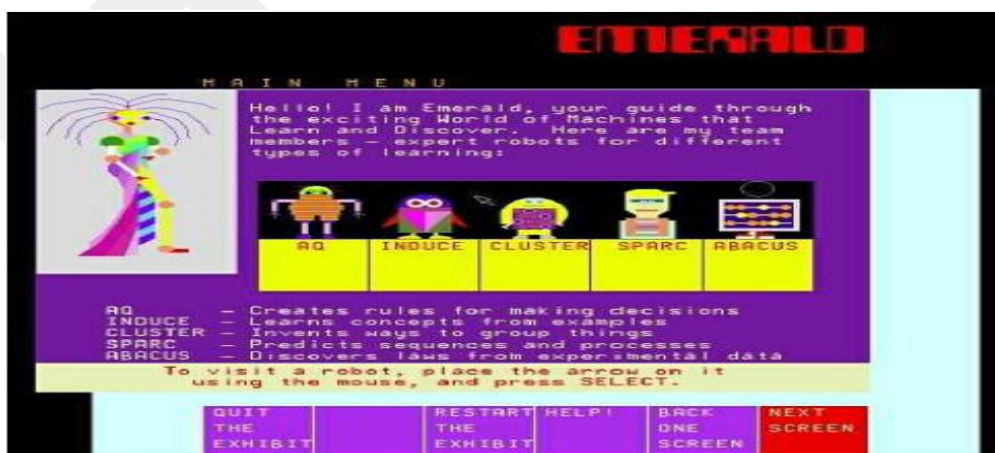 EMERALD
MAIN MENU
Hello! I am Emerald, your guide through
the exciting World of Machines that
Learn and Discover. Here are my team
members — expert robots for different
types of learning:
AQ INDUCE CLUSTER SPARC ABACUS
AQ — Creates rules for making decisions
INDUCE — Learns concepts from examples
CLUSTER — Invents ways to group things
SPARC — Predicts sequences and processes
ABACUS — Discovers laws from experimental data
To visit a robot, place the arrow on it
using the mouse, and press SELECT.
QUIT RESTART HELP! BACK NEXT
THE THE ONE SCREEN
EXHIBIT EXHIBIT SCREEN